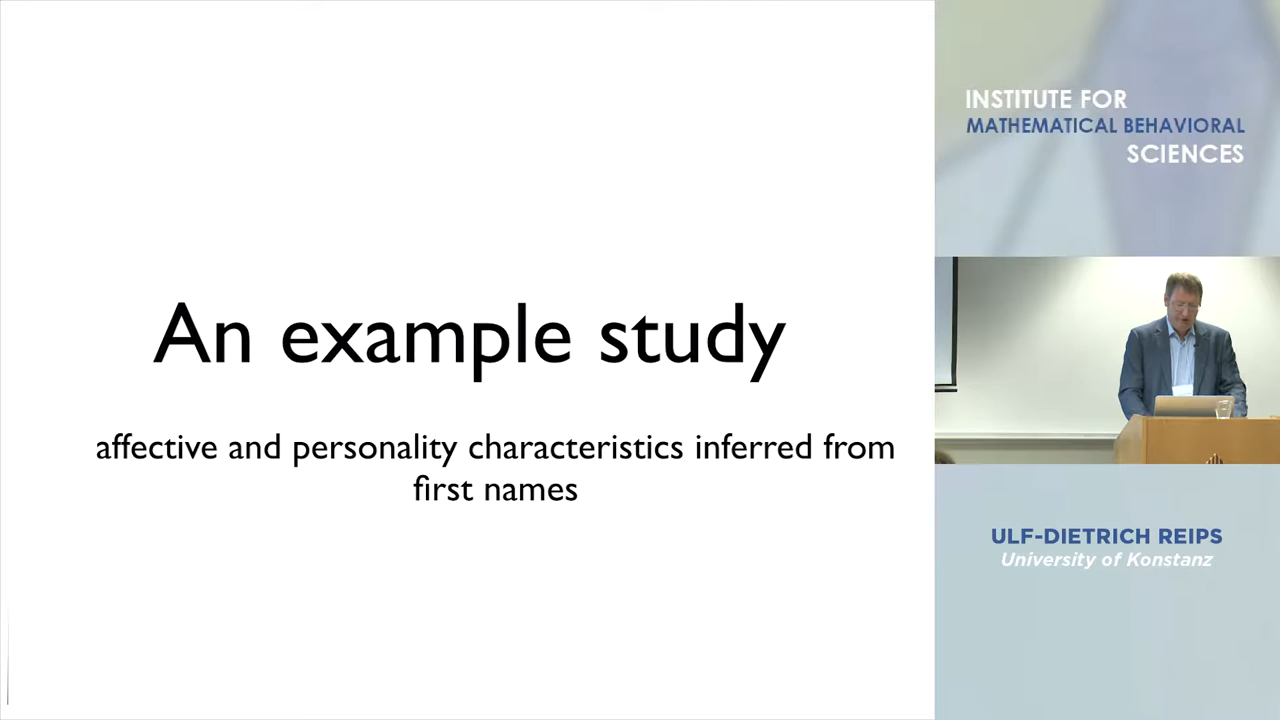 An example study
affective and personality characteristics inferred from
first names
INSTITUTE FOR
MATHEMATICAL BEHAVIORAL
SCIENCES
ULF-DIETRICH REIPS
University of Konstanz